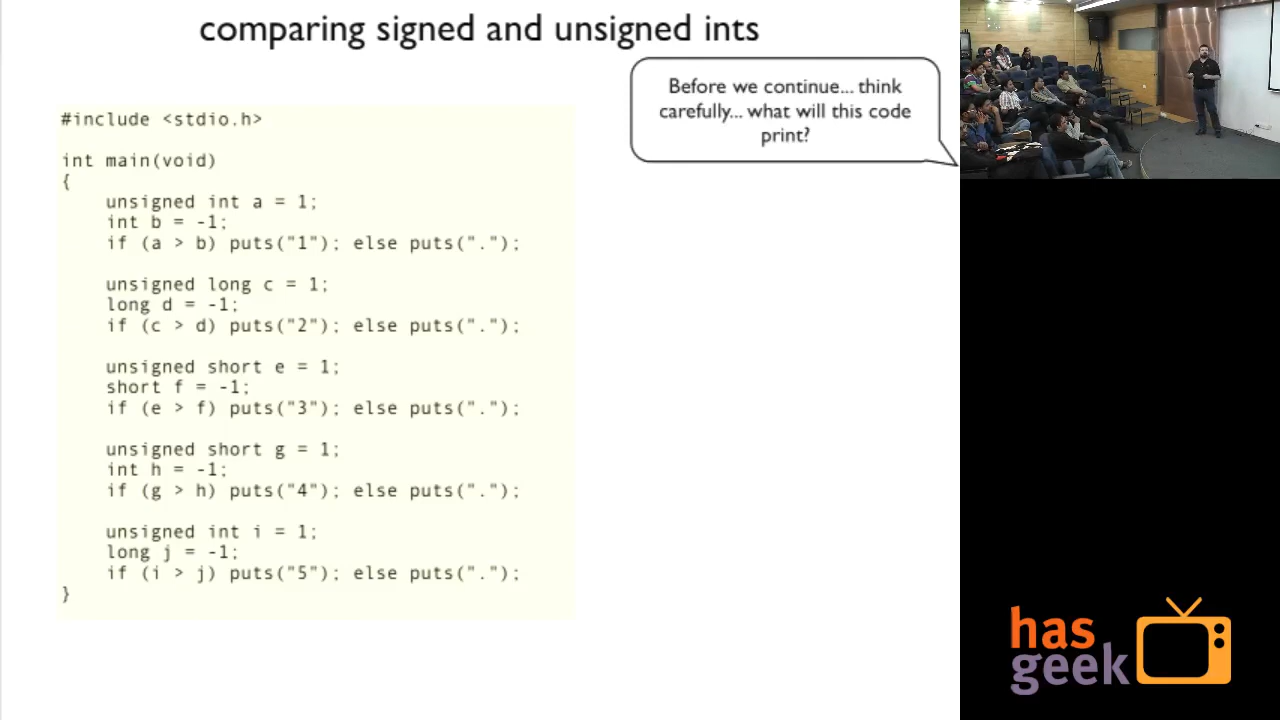 comparing signed and unsigned ints
Before we continue... think
carefully... what will this code
print?
#include <stdio.h>
int main(void)
{
unsigned int a = 1;
int b = -1;
if (a > b) puts("1"); else puts(".");
unsigned long c = 1;
long d = -1;
if (c > d) puts("2"); else puts(".");
unsigned short e = 1;
short f = -1;
if (e > f) puts("3"); else puts(".");
unsigned short g = 1;
int h = -1;
if (g > h) puts("4"); else puts(".");
unsigned int i = 1;
long j = -1;
if (i > j) puts("5"); else puts(".");
}
has
geek